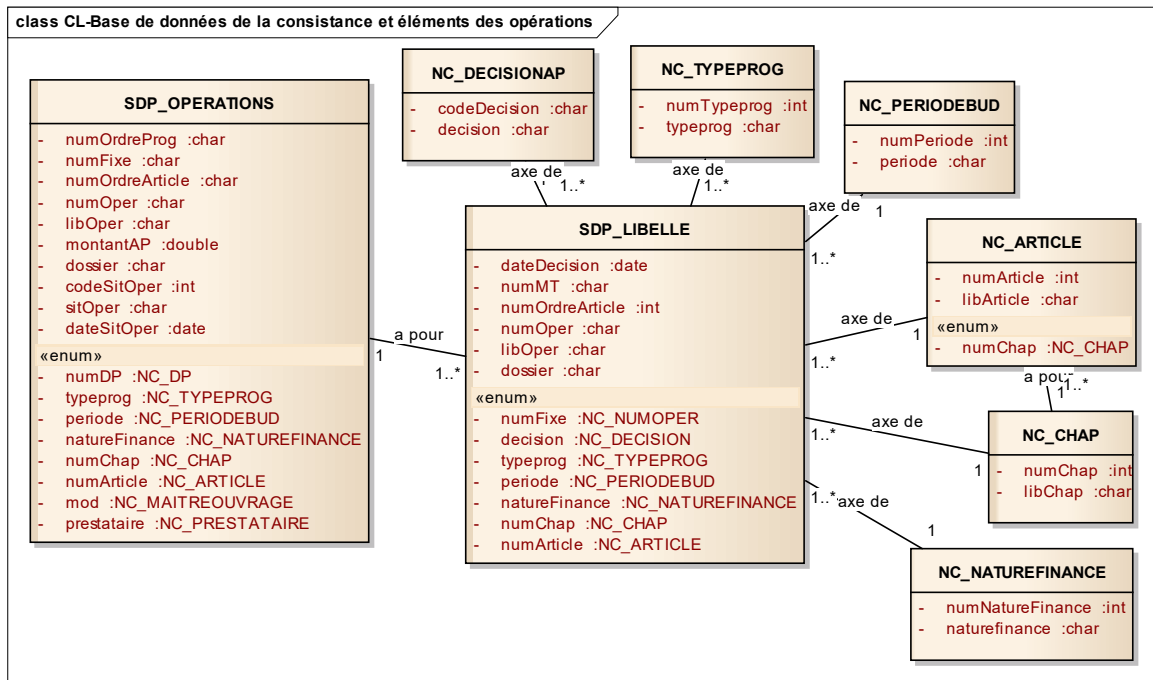 class CL-Base de données de la consistance et éléments des opérations
SDP_OPERATIONS
- numOrdreProg :char
- numFixe :char
- numOrdreArticle :char
- numOper :char
- libOper :char
- montantAP :double
- dossier :char
- codeSitOper :int
- sitOper :char
- dateSitOper :date
«enum»
- numDP :NC_DP
- typeprog :NC_TYPEPROG
- periode :NC_PERIODEBUD
- natureFinance :NC_NATUREFINANCE
- numChap :NC_CHAP
- numArticle :NC_ARTICLE
- mod :NC_MAITREOUVRAGE
- prestataire :NC_PRESTATAIRE
a pour
1
1..*
NC_DECISIONAP
- codeDecision :char
- decision :char
axe de
1..*
NC_TYPEPROG
- numTypeprog :int
- typeprog :char
axe de
1..*
NC_PERIODEBUD
- numPeriode :int
- periode :char
axe de
1
1..*
SDP_LIBELLE
- dateDecision :date
- numMT :char
- numOrdreArticle :int
- numOper :char
- libOper :char
- dossier :char
«enum»
- numFixe :NC_NUMOPER
- decision :NC_DECISION
- typeprog :NC_TYPEPROG
- periode :NC_PERIODEBUD
- natureFinance :NC_NATUREFINANCE
- numChap :NC_CHAP
- numArticle :NC_ARTICLE
NC_ARTICLE
- numArticle :int
- libArticle :char
«enum»
- numChap :NC_CHAP
axe de
1
1..*
a pour
1..*
1
NC_CHAP
- numChap :int
- libChap :char
axe de
1..*
1
NC_NATUREFINANCE
- numNatureFinance :int
- naturefinance :char
axe de
1..*
1